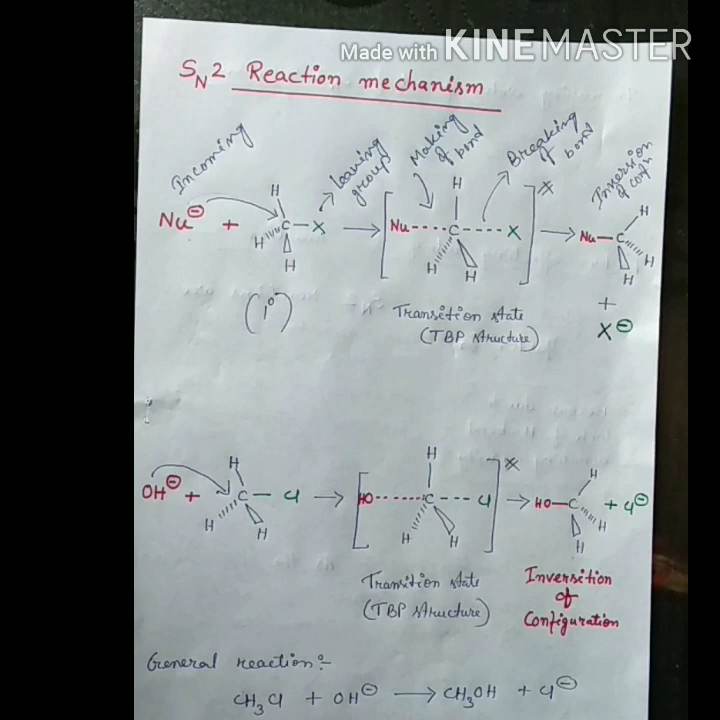 Made with KINEMASTER
SN2 Reaction mechanism
Incoming
Leaving group
Making of bond
Breaking of bond
Inversion of confn
Nu⊖ + H H H C — X → [Nu ---- C ---- X H H H]* → Nu — C H H H
+
X⊖
(1°)
Transition state
(TBP structure)
OH⊖ + H H H C — Cl → [HO ------ C --- Cl H H H]* → HO — C H H H + Cl⊖
Transition state
(TBP structure)
Inversition
of
Configuration
General reaction:-
CH3Cl + OH⊖ → CH3OH + Cl⊖